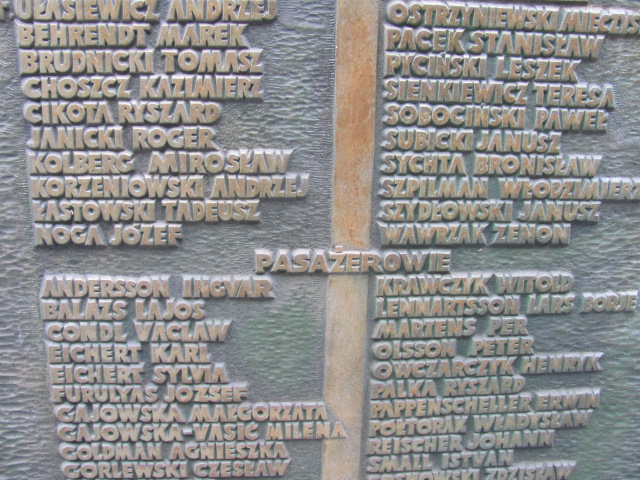 FUŁASIEWICZ ANDRZEJ
BEHRENDT MAREK
BRUDNICKI TOMASZ
CHOSZCZ KAZIMIERZ
CIKOTA RYSZARD
JANICKI ROGER
KOLBERG MIROSŁAW
KORZENIOWSKI ANDRZEJ
ŁASTOWSKI TADEUSZ
NOGA JÓZEF
OSTRZYNIEWSKI
PACEK STANISŁAW
PYCIŃSKI LESZEK
SIENKIEWICZ TERESA
SOBOCIŃSKI PAWEŁ
SUBICKI JANUSZ
SYCHTA BRONISŁAW
SZPILMAN WŁODZIMIERZ
SZYDŁOWSKI JANUSZ
WAWRZAK ZENON
PASAŻEROWIE
ANDERSSON INGVAR
BALAZS LAJOS
CONDL VACLAW
EICHERT KARL
EICHERT SYLVIA
FURULYAS JOZSEF
GAJOWSKA MAŁGORZATA
GAJOWSKA-VASIĆ MILENA
GOLDMAN AGNIESZKA
GORLEWSKI CZESŁAW
KRAWCZYK WITOLD
LENNARTSSON LARS BORJE
MARTENS PER
OLSSON PETER
OWCZARCZYK HENRYK
PALKA RYSZARD
PAPPENSCHELLER ERWIN
PÓŁTORAK WŁADYSŁAW
REISCHER JOHANN
SMALL ISTVAN
ZDZISŁAW